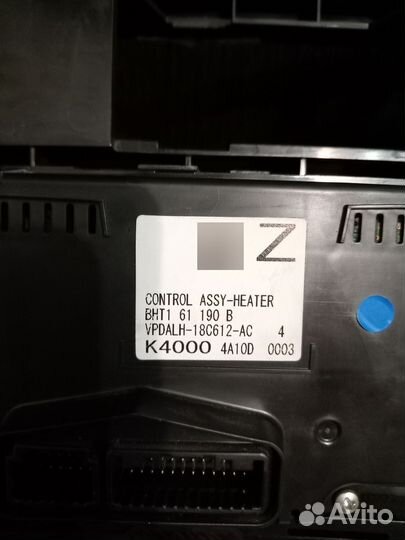 Z
CONTROL ASSY-HEATER
BHT1 61 190 B
VPDALH-18C612-AC 4
K4000 4A10D 0003
Avito